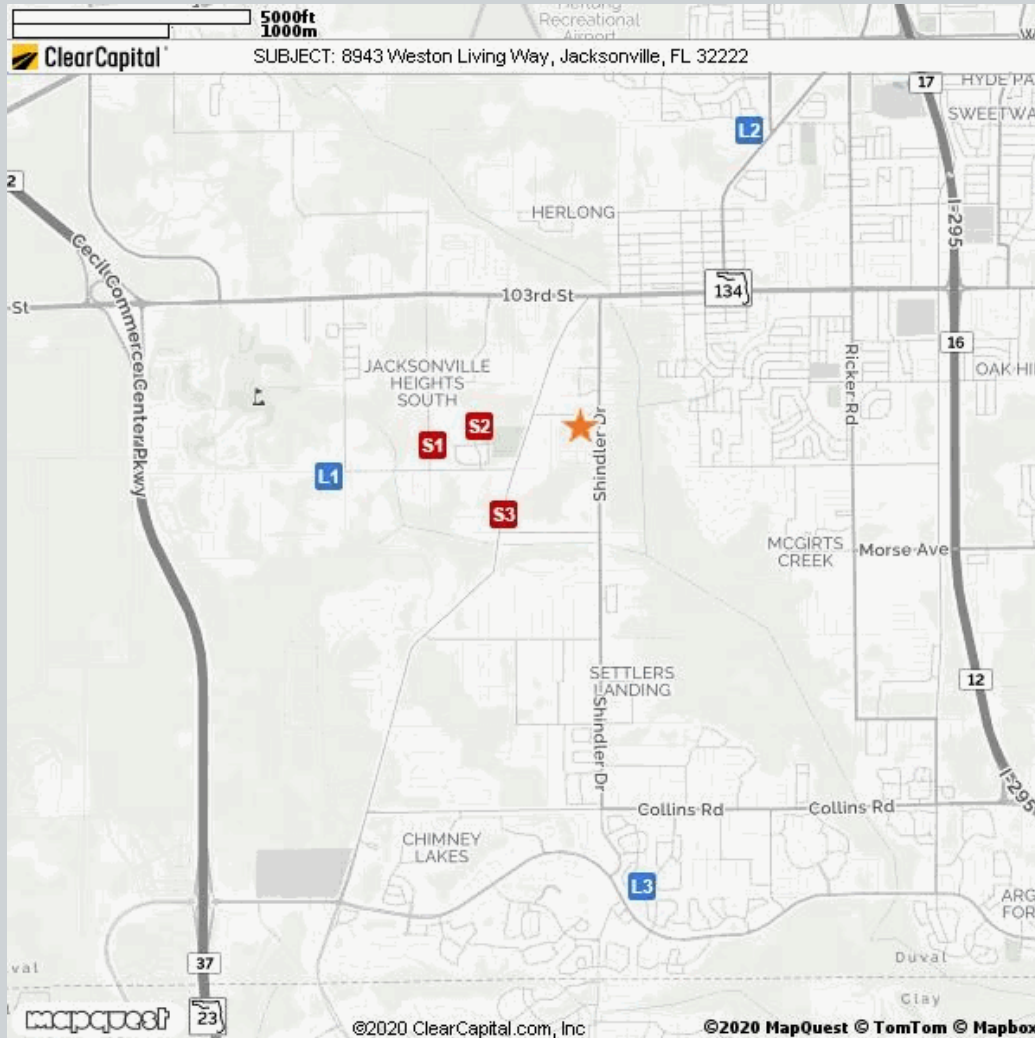 5000ft
1000m
Herlong
Recreational
Airport
ClearCapital
SUBJECT: 8943 Weston Living Way, Jacksonville, FL 32222
17
HYDE PA
SWEETWA
L2
2
HERLONG
I-295
Cecil Commerce Center Pkwy
St
103rd St
134
16
JACKSONVILLE
HEIGHTS
SOUTH
Ricker Rd
OAK HI
S2
S1
Shindler Dr
L1
S3
MCGIRTS
CREEK
Morse Ave
SETTLERS
LANDING
12
Shindler Dr
I-295
Collins Rd
Collins Rd
CHIMNEY
LAKES
L3
ARG
FOR
37
val
Duval
Clay
23
mapquest
©2020 ClearCapital.com, Inc
©2020 MapQuest © TomTom © Mapbox